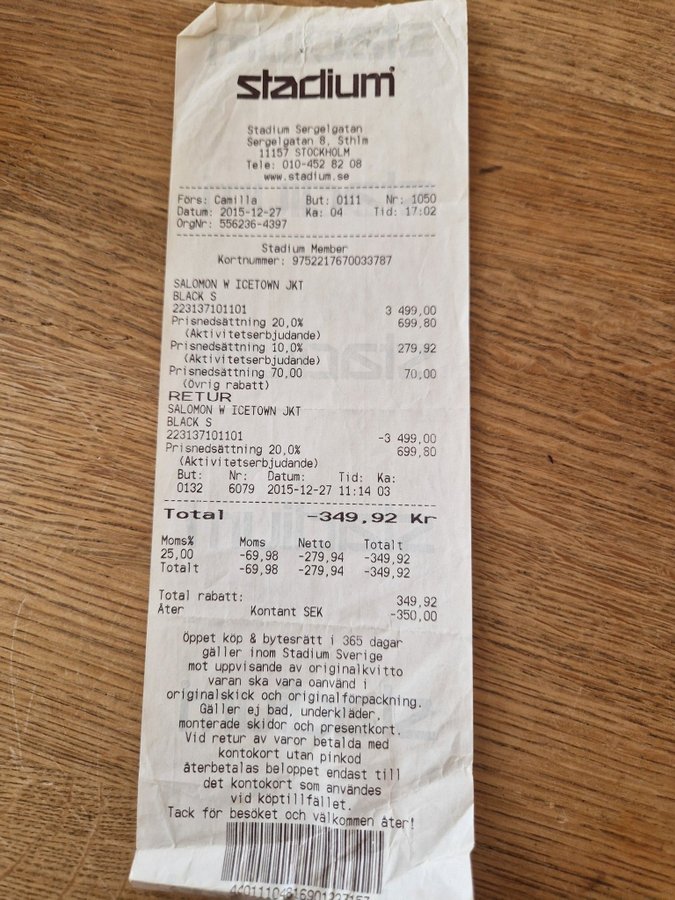 stadium
Stadium Sergelgatan
Sergelgatan 8, Sthlm
11157 STOCKHOLM
Tele: 010-452 82 08
www.stadium.se
Förs: Camilla But: 0111 Nr: 1050
Datum: 2015-12-27 Ka: 04 Tid: 17:02
OrgNr: 556236-4397
Stadium Member
Kortnummer: 9752217670033787
SALOMON W ICETOWN JKT
BLACK S
223137101101 3 499,00
Prisnedsättning 20,0% 699,80
(Aktivitetserbjudande)
Prisnedsättning 10,0% 279,92
(Aktivitetserbjudande)
Prisnedsättning 70,00 70,00
(Övrig rabatt)
RETUR
SALOMON W ICETOWN JKT
BLACK S
223137101101 -3 499,00
Prisnedsättning 20,0% 699,80
(Aktivitetserbjudande)
But: Nr: Datum: Tid: Ka:
0132 6079 2015-12-27 11:14 03
Total -349,92 Kr
Moms% Moms Netto Totalt
25,00 -69,98 -279,94 -349,92
Totalt -69,98 -279,94 -349,92
Total rabatt: 349,92
Åter Kontant SEK -350,00
Öppet köp & bytesrätt i 365 dagar
gäller inom Stadium Sverige
mot uppvisande av originalkvitto
varan ska vara oanvänd i
originalskick och originalförpackning.
Gäller ej bad, underkläder,
monterade skidor och presentkort.
Vid retur av varor betalda med
kontokort utan pinkod
återbetalas beloppet endast till
det kontokort som användes
vid köptillfället.
Tack för besöket och välkommen åter!